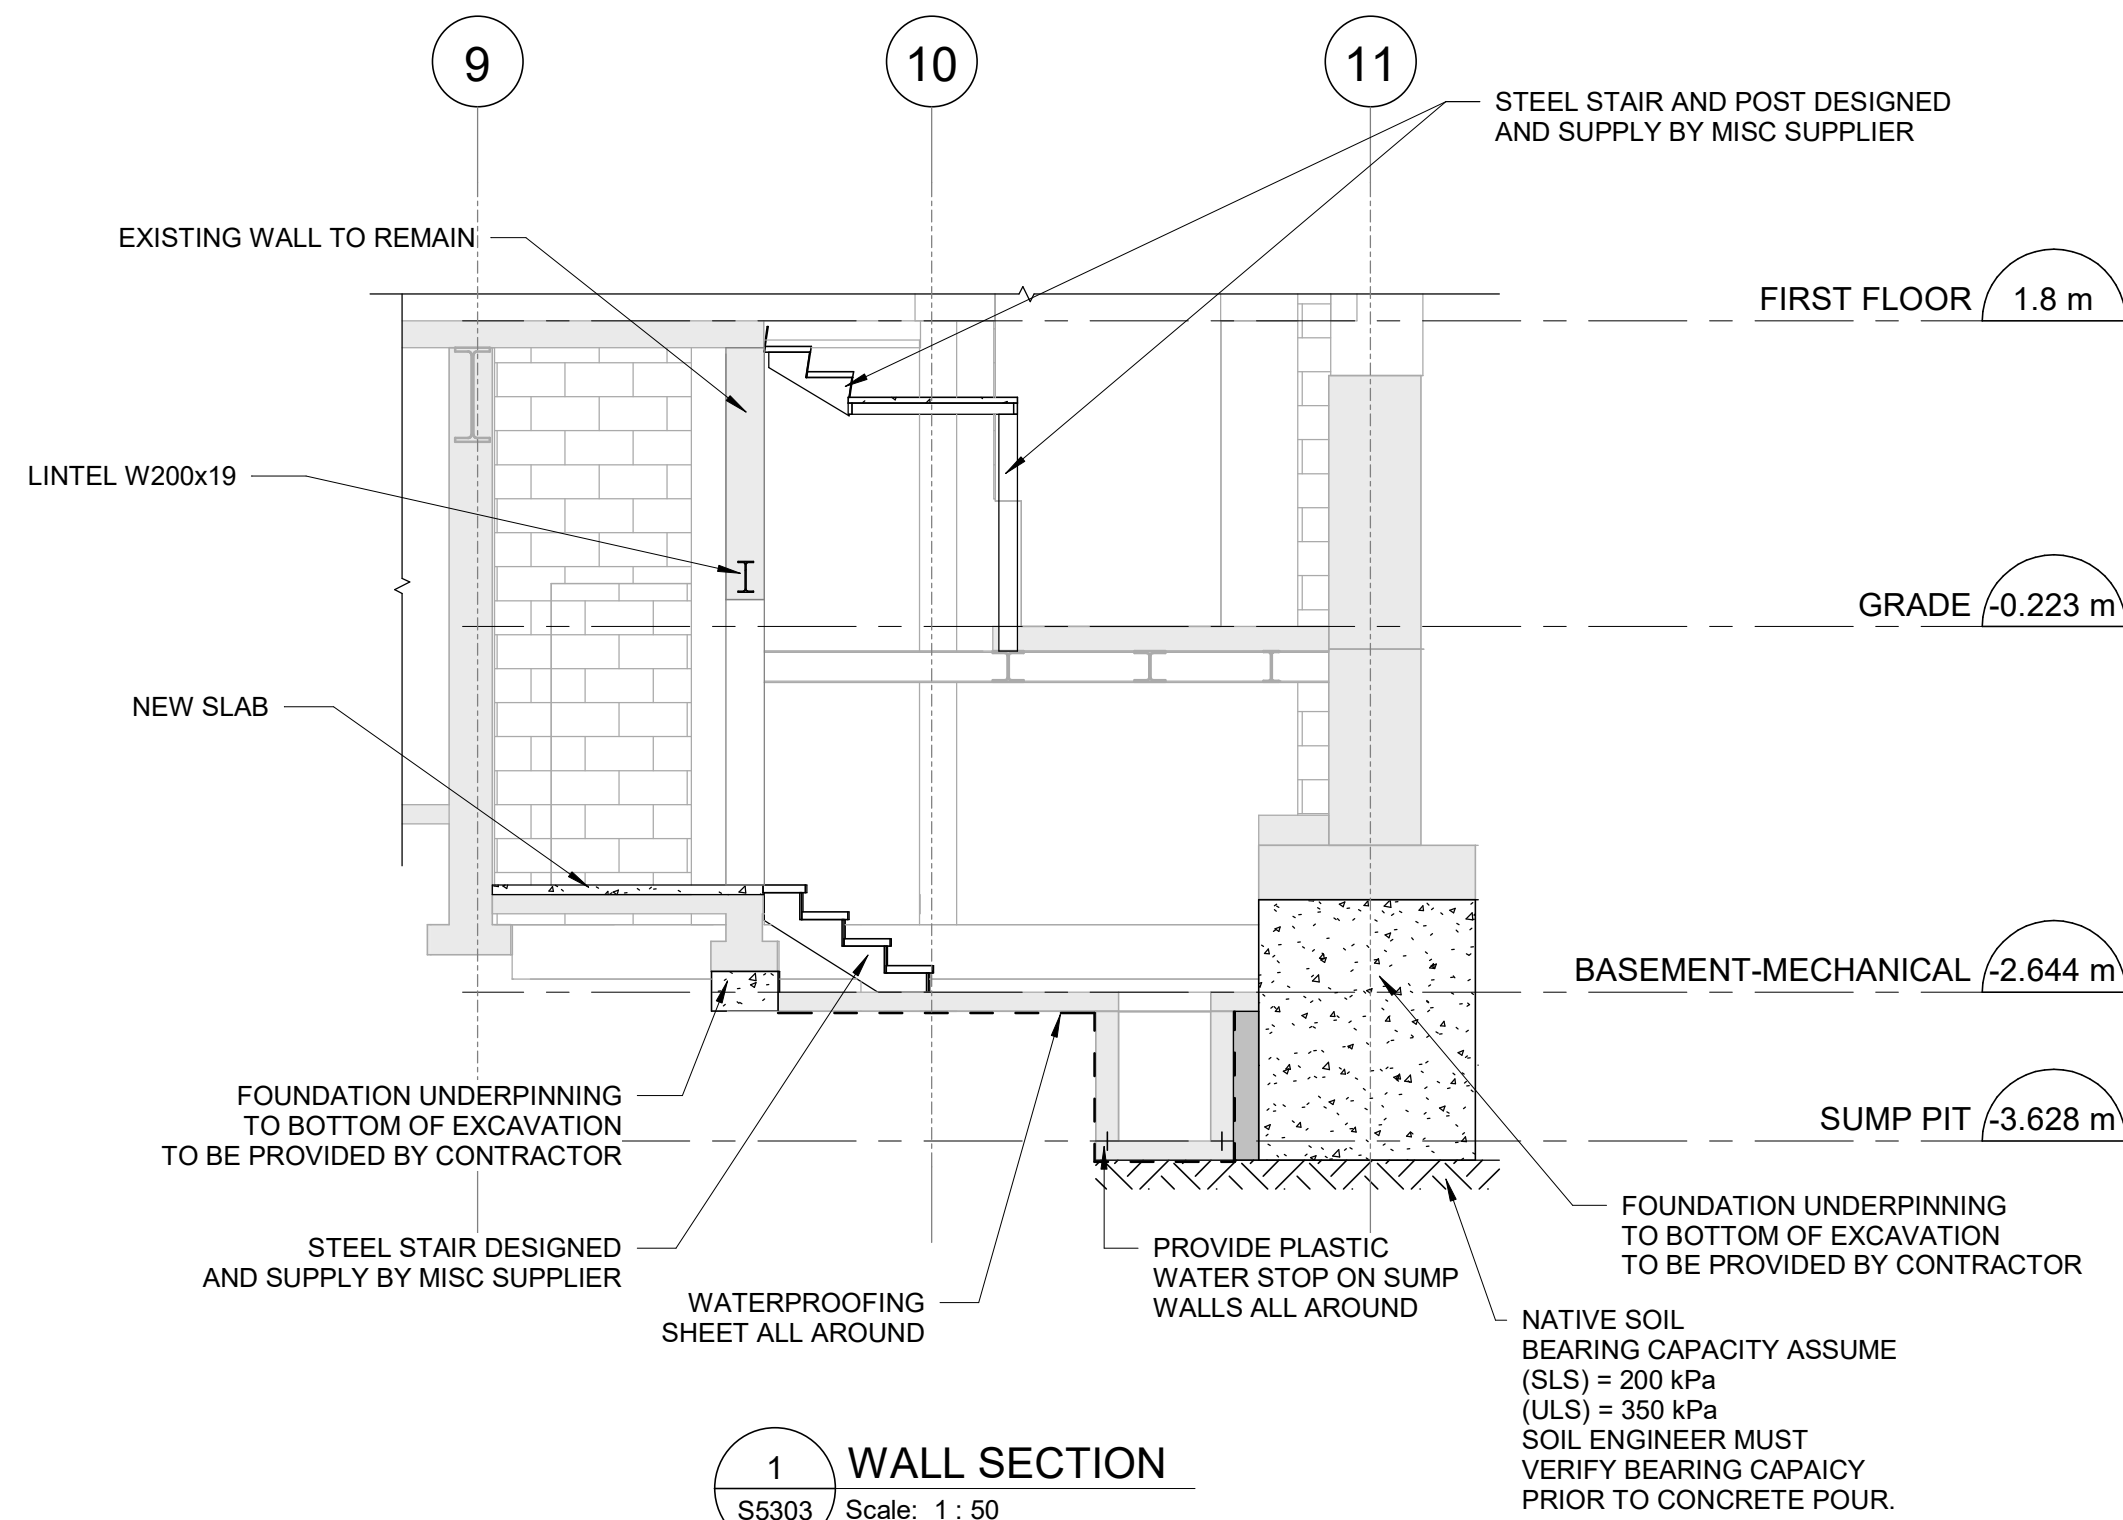 9
10
11
STEEL STAIR AND POST DESIGNED
AND SUPPLY BY MISC SUPPLIER
EXISTING WALL TO REMAIN
FIRST FLOOR 1.8 m
LINTEL W200x19
GRADE -0.223 m
NEW SLAB
BASEMENT-MECHANICAL -2.644 m
FOUNDATION UNDERPINNING
TO BOTTOM OF EXCAVATION
TO BE PROVIDED BY CONTRACTOR
SUMP PIT -3.628 m
STEEL STAIR DESIGNED
AND SUPPLY BY MISC SUPPLIER
WATERPROOFING
SHEET ALL AROUND
PROVIDE PLASTIC
WATER STOP ON SUMP
WALLS ALL AROUND
FOUNDATION UNDERPINNING
TO BOTTOM OF EXCAVATION
TO BE PROVIDED BY CONTRACTOR
NATIVE SOIL
BEARING CAPACITY ASSUME
(SLS) = 200 kPa
(ULS) = 350 kPa
SOIL ENGINEER MUST
VERIFY BEARING CAPAICY
PRIOR TO CONCRETE POUR.
1 WALL SECTION
S5303 Scale: 1 : 50